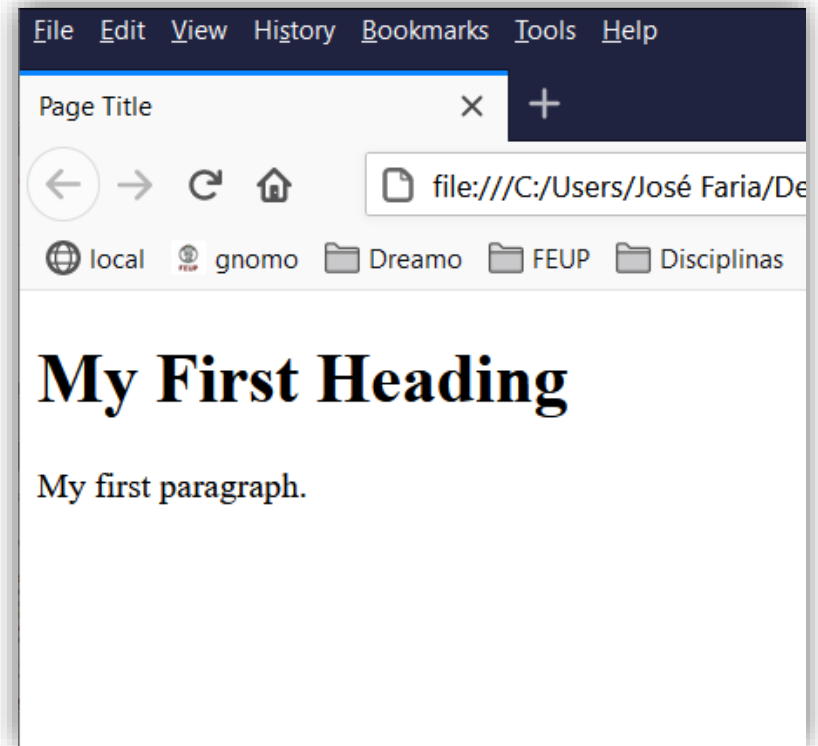 File Edit View History Bookmarks Tools Help
Page Title
file:///C:/Users/José Faria/De
local gnomo Dreamo FEUP Disciplinas
My First Heading
My first paragraph.